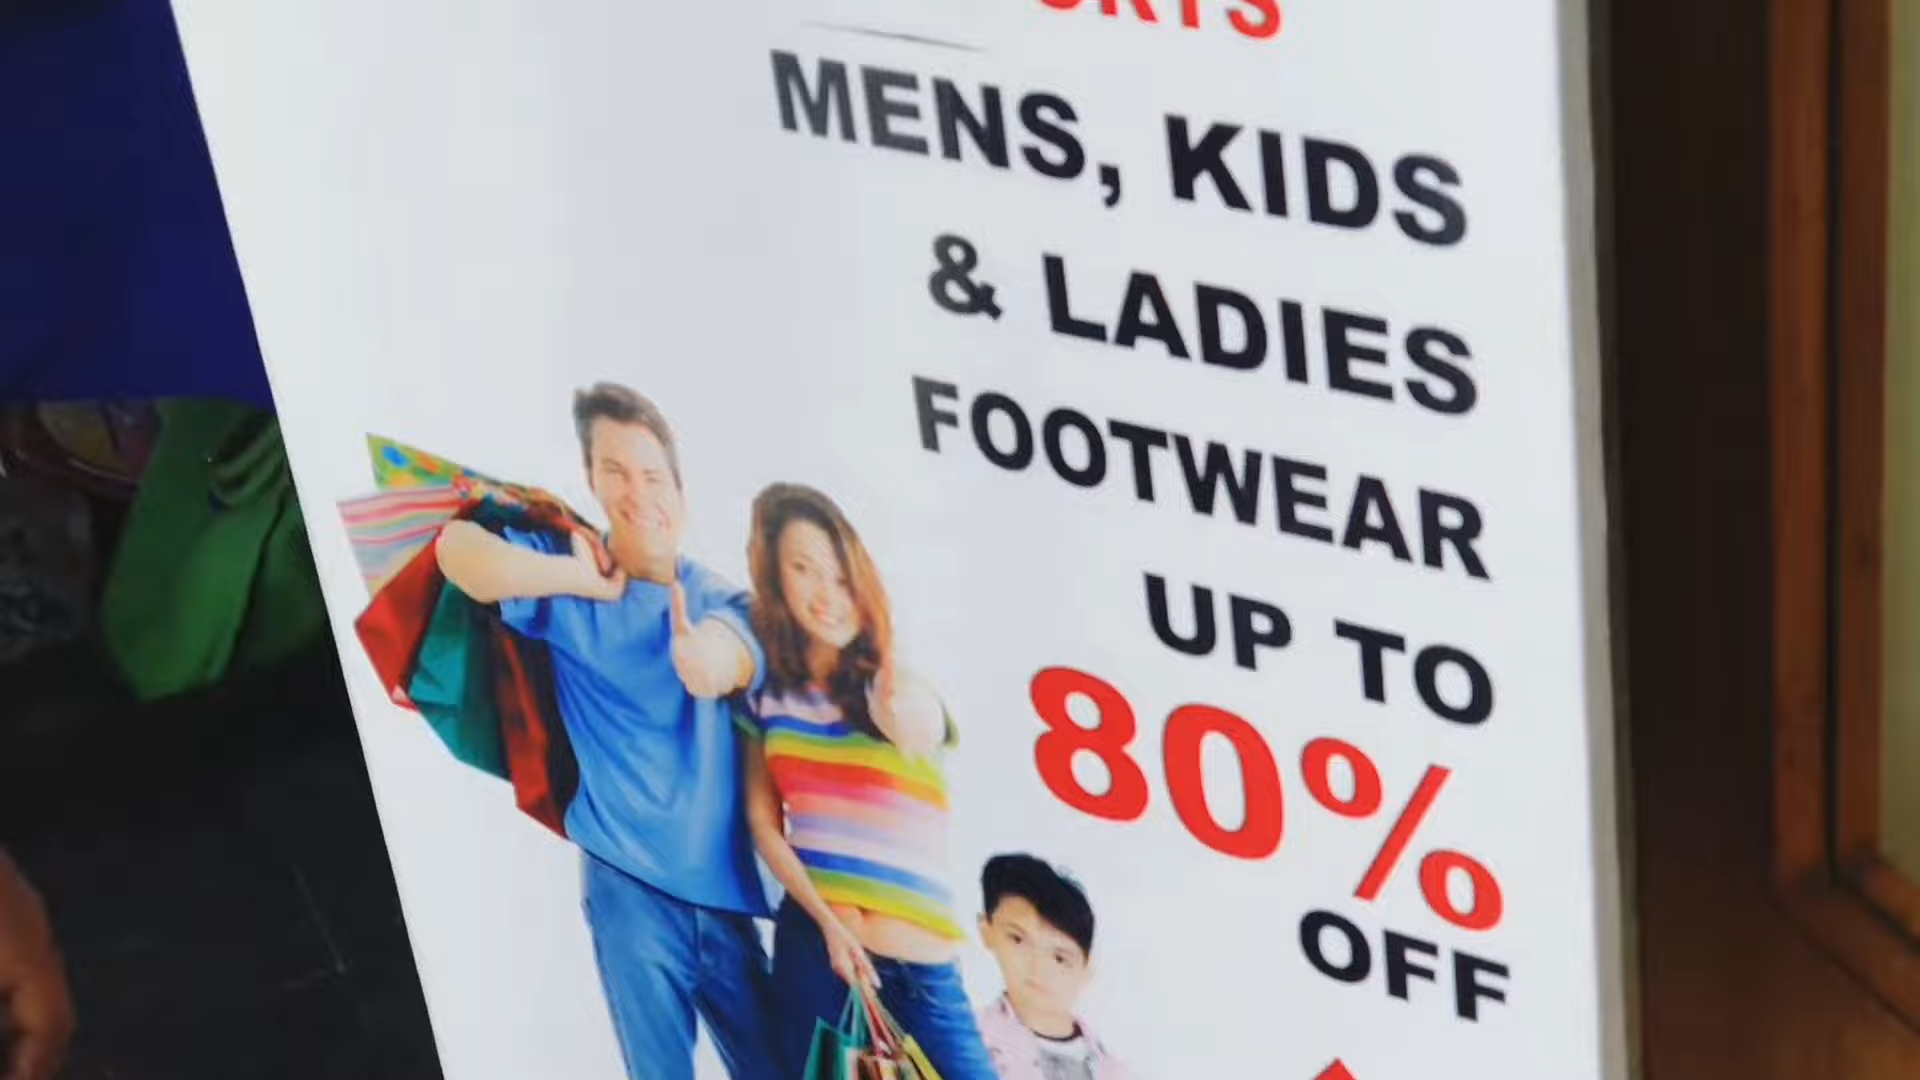 MENS, KIDS
& LADIES
FOOTWEAR
UP TO
80%
OFF